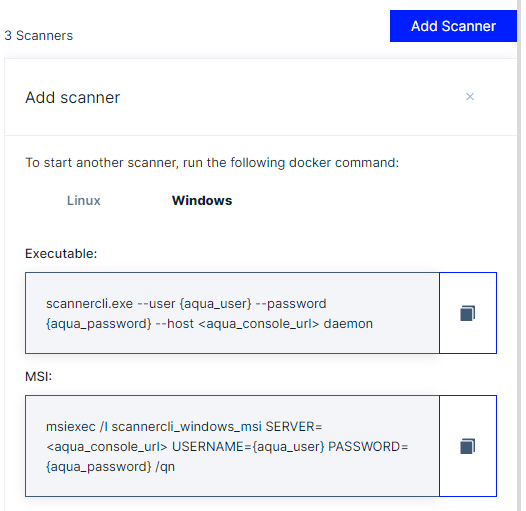 3 Scanners
Add Scanner
Add scanner
×
To start another scanner, run the following docker command:
Linux
Windows
Executable:
scannercli.exe --user {aqua_user} --password
{aqua_password} --host <aqua_console_url> daemon
MSI:
msiexec /I scannercli_windows_msi SERVER=
<aqua_console_url> USERNAME={aqua_user} PASSWORD=
{aqua_password} /qn